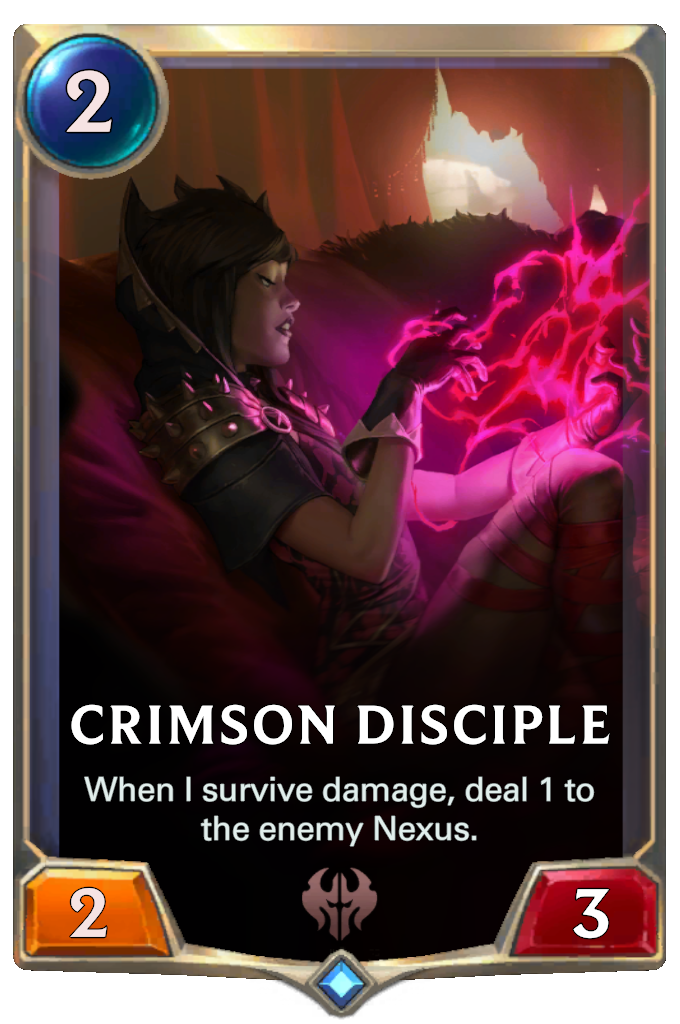 2
CRIMSON DISCIPLE
When I survive damage, deal 1 to
the enemy Nexus.
2
3